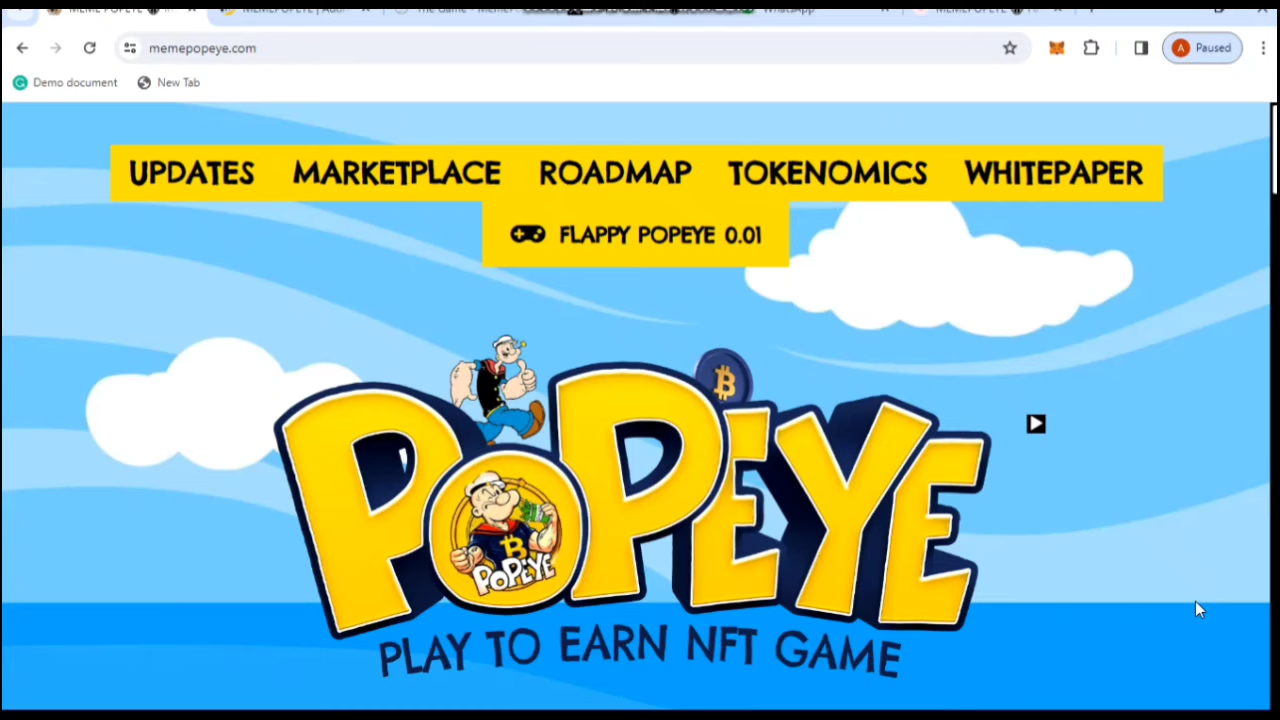 WhatsApp
memepopeye.com
A Paused
Demo document
New Tab
UPDATES MARKETPLACE ROADMAP TOKENOMICS WHITEPAPER
FLAPPY POPEYE 0.01
POPEYE
POPEYE
PLAY TO EARN NFT GAME